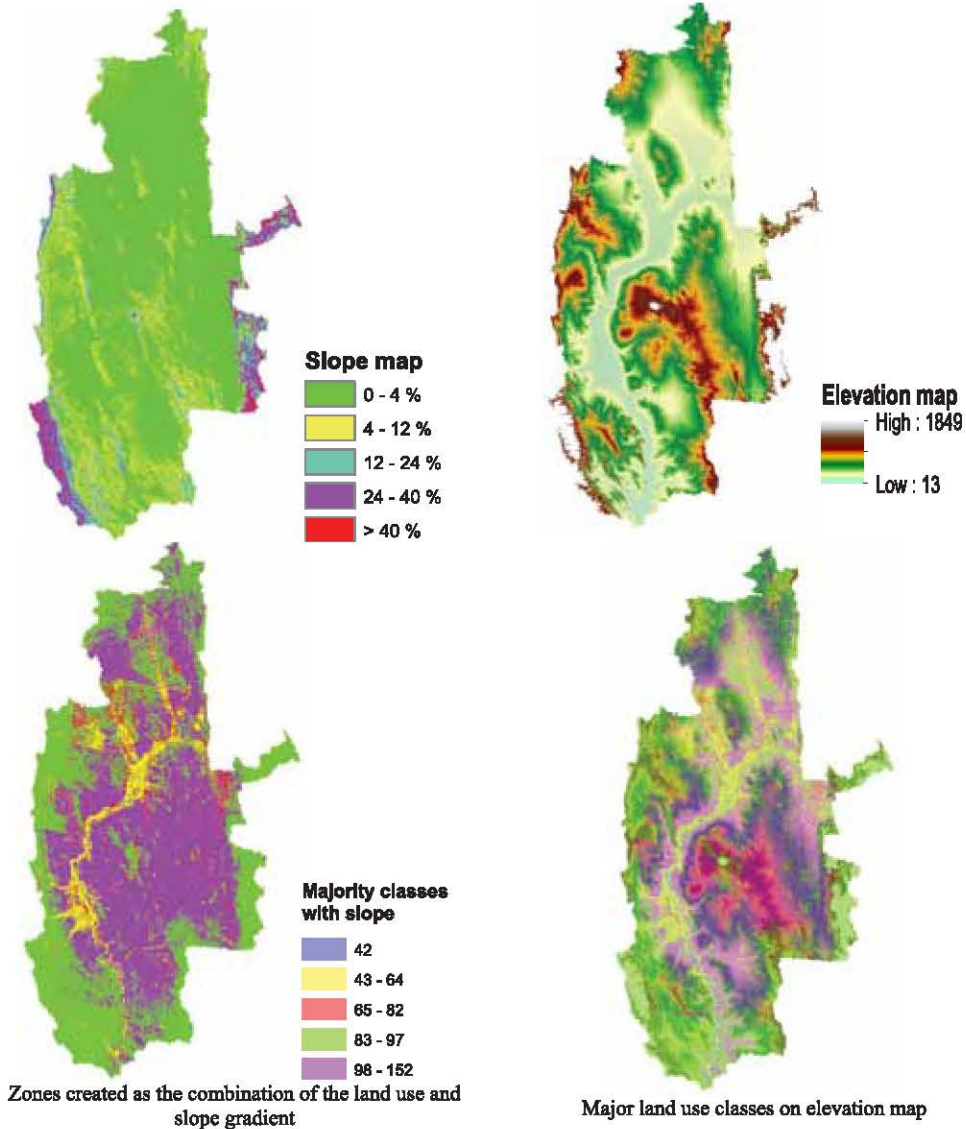 Slope map
0 - 4 %
4 - 12 %
12 - 24 %
24 - 40 %
> 40 %
Elevation map
High : 1849
Low : 13
Majority classes
with slope
42
43 - 64
65 - 82
83 - 97
98 - 152
Zones created as the combination of the land use and
slope gradient
Major land use classes on elevation map